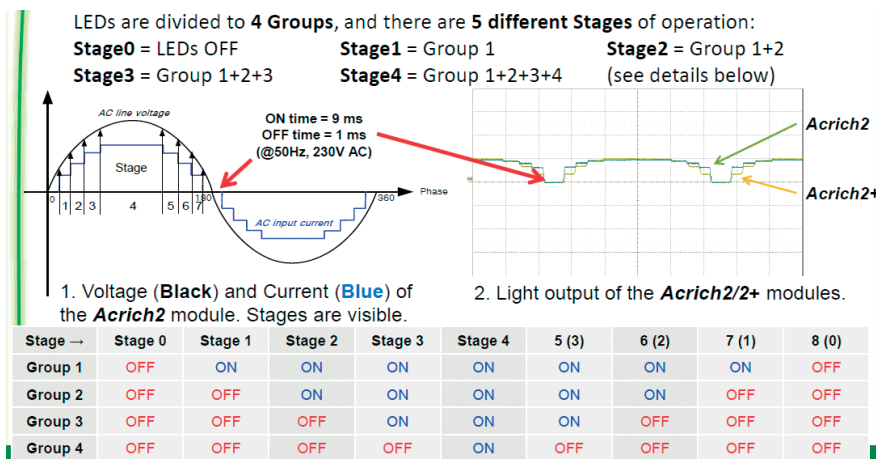 LEDs are divided to 4 Groups, and there are 5 different Stages of operation:
Stage0 = LEDs OFF Stage1 = Group 1 Stage2 = Group 1+2
Stage3 = Group 1+2+3 Stage4 = Group 1+2+3+4 (see details below)
AC line voltage
ON time = 9 ms
OFF time = 1 ms
(@50Hz, 230V AC)
Stage
0 1 2 3 4 5 6 7 180 360 Phase
AC input current
Acrich2
Acrich2+
1. Voltage (Black) and Current (Blue) of
the Acrich2 module. Stages are visible.
2. Light output of the Acrich2/2+ modules.
Stage → Stage 0 Stage 1 Stage 2 Stage 3 Stage 4 5 (3) 6 (2) 7 (1) 8 (0)
Group 1 OFF ON ON ON ON ON ON ON OFF
Group 2 OFF OFF ON ON ON ON ON OFF OFF
Group 3 OFF OFF OFF ON ON ON OFF OFF OFF
Group 4 OFF OFF OFF OFF ON OFF OFF OFF OFF